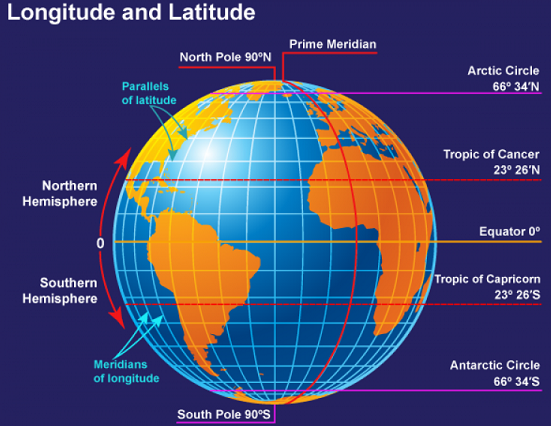 Longitude and Latitude
Prime Meridian
North Pole 90ºN
Arctic Circle
66º 34′N
Parallels
of latitude
Tropic of Cancer
23º 26′N
Northern
Hemisphere
Equator 0º
0
Tropic of Capricorn
23º 26′S
Southern
Hemisphere
Meridians
of longitude
Antarctic Circle
66º 34′S
South Pole 90ºS